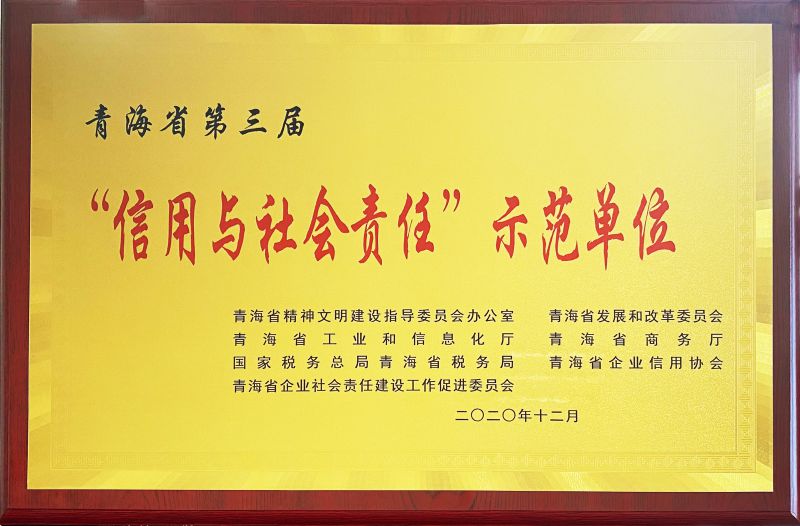 青海省第三届
“信用与社会责任”示范单位
青海省精神文明建设指导委员会办公室 青海省发展和改革委员会
青海省工业和信息化厅 青海省商务厅
国家税务总局青海省税务局 青海省企业信用协会
青海省企业社会责任建设工作促进委员会
二〇二〇年十二月